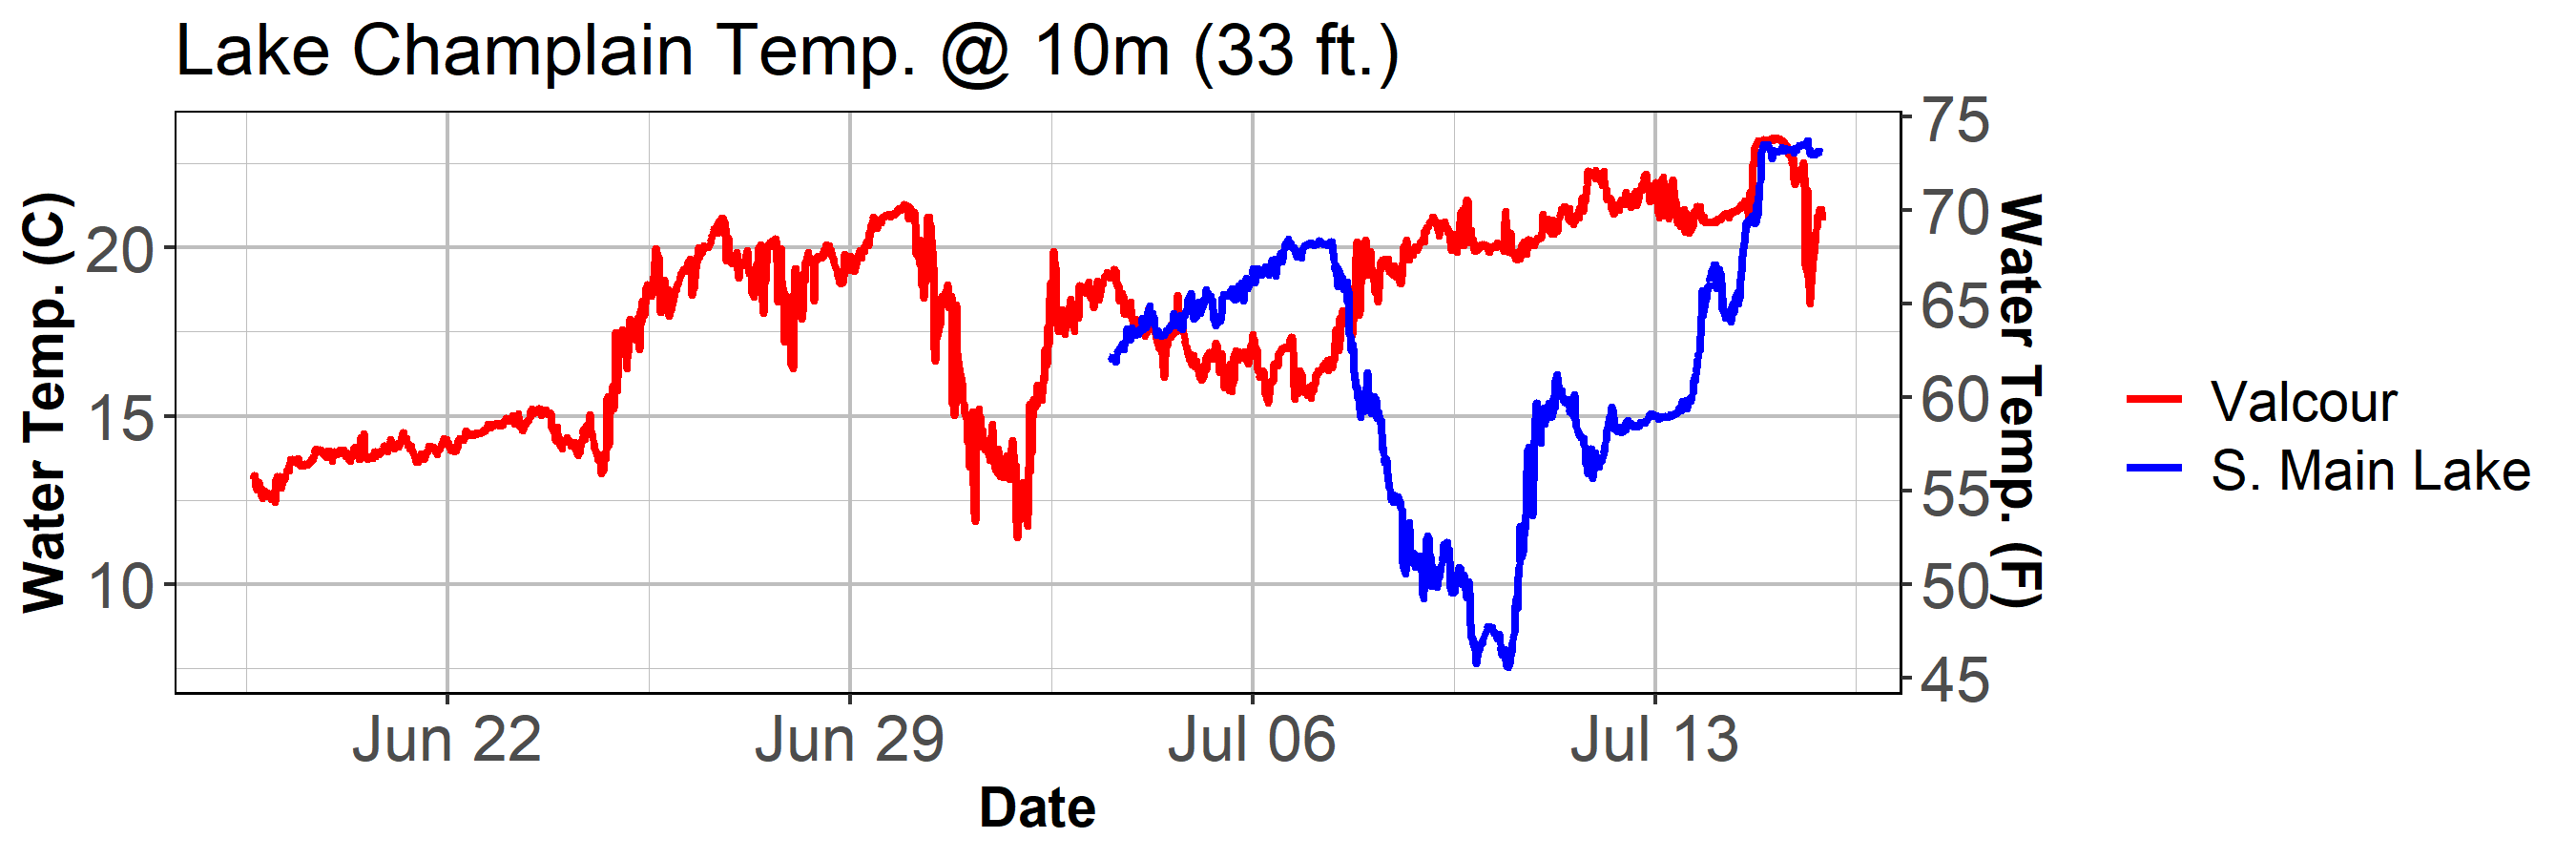 Lake Champlain Temp. @ 10m (33 ft.)
Water Temp. (C)
20
15
10
75
70
65
60
55
50
45
Water Temp. (F)
Jun 22
Jun 29
Jul 06
Jul 13
Date
Valcour
S. Main Lake